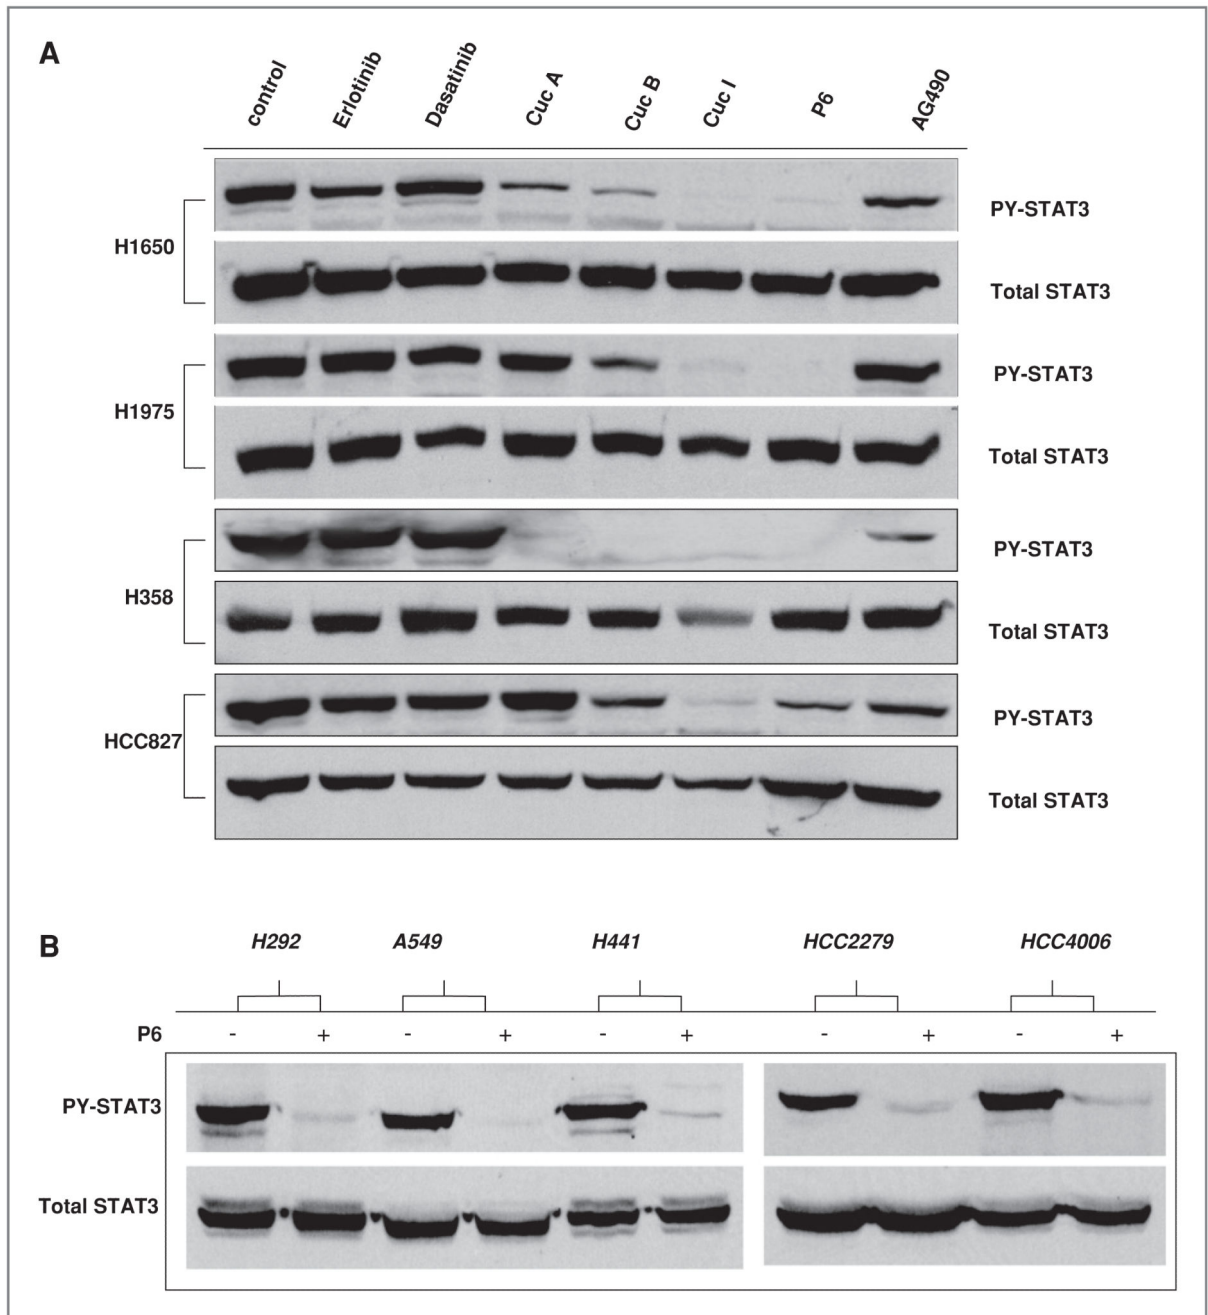 A
control Erlotinib Dasatinib Cuc A Cuc B Cuc I P6 AG490
PY-STAT3
H1650
Total STAT3
PY-STAT3
H1975
Total STAT3
PY-STAT3
H358
Total STAT3
PY-STAT3
HCC827
Total STAT3
B
H292 A549 H441 HCC2279 HCC4006
P6 - + - + - + - + - +
PY-STAT3
Total STAT3